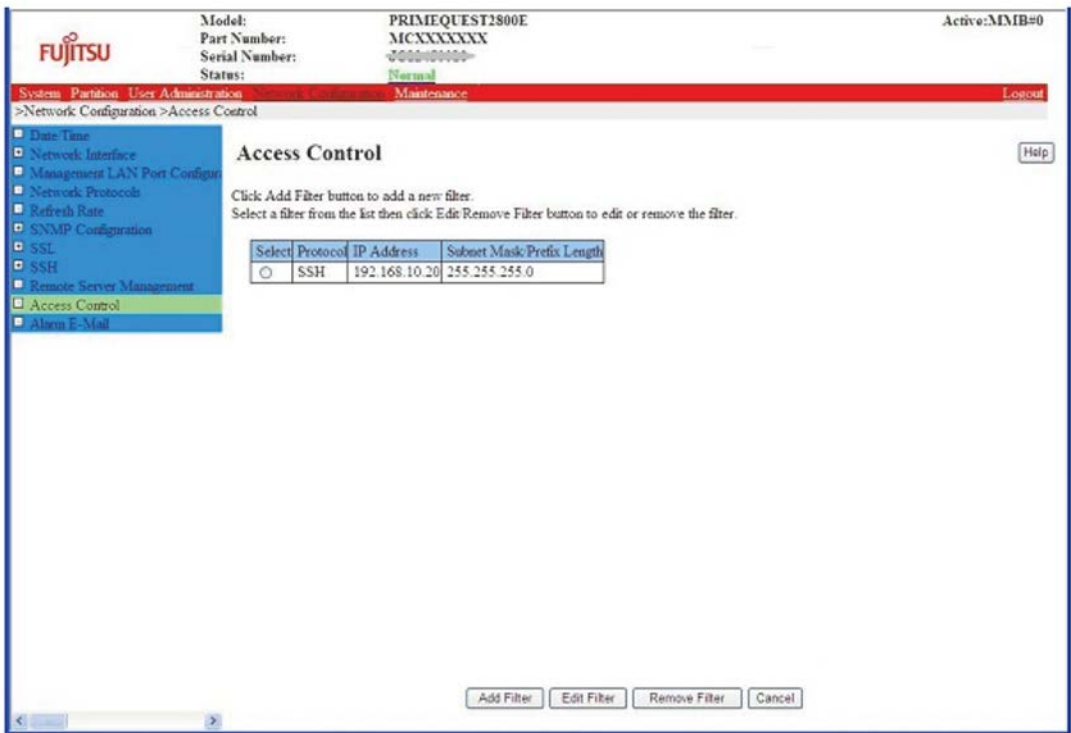 FUJITSU
Model: PRIMEQUEST2800E
Part Number: MCXXXXXXX
Serial Number:
Status: Normal
Active:MMB#0
System Partition User Administration Network Configuration Maintenance Logout
>Network Configuration >Access Control
Date/Time
Network Interface
Management LAN Port Configur
Network Protocols
Refresh Rate
SNMP Configuration
SSL
SSH
Remote Server Management
Access Control
Alarm E-Mail
Access Control
Help
Click Add Filter button to add a new filter.
Select a filter from the list then click Edit/Remove Filter button to edit or remove the filter.
Select Protocol IP Address Subnet Mask/Prefix Length
SSH 192.168.10.20 255.255.255.0
Add Filter Edit Filter Remove Filter Cancel